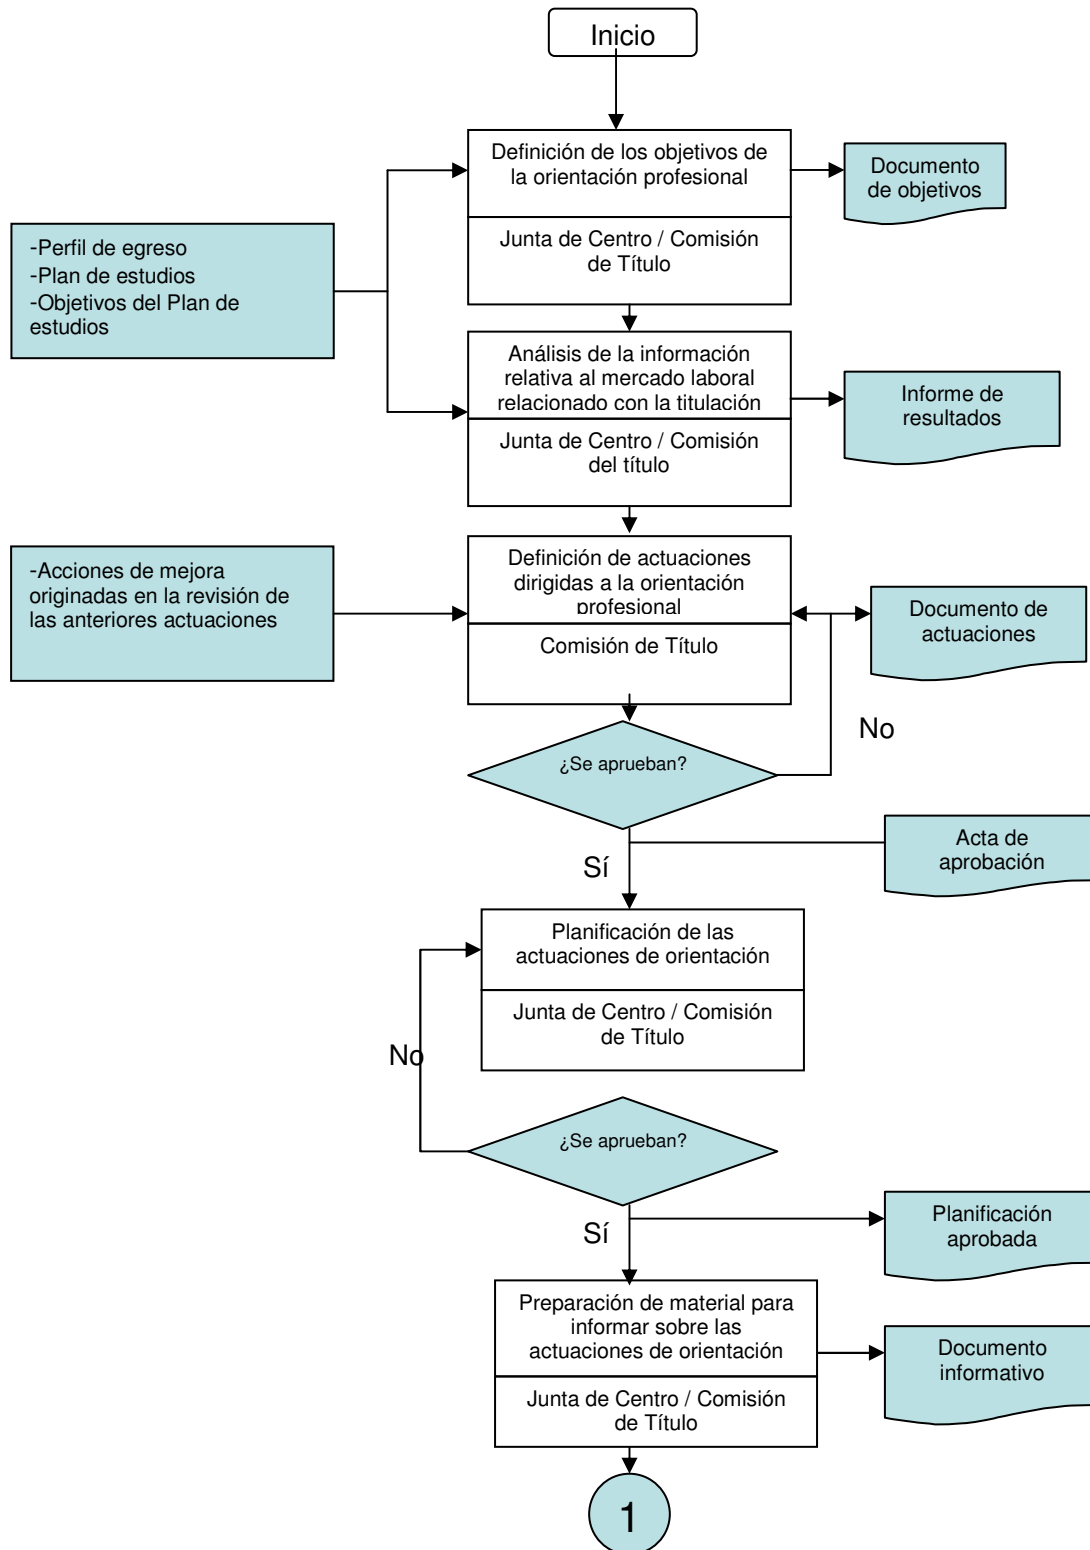 Inicio
Definición de los objetivos de
la orientación profesional
Junta de Centro / Comisión
de Título
Documento
de objetivos
-Perfil de egreso
-Plan de estudios
-Objetivos del Plan de
estudios
Análisis de la información
relativa al mercado laboral
relacionado con la titulación
Junta de Centro / Comisión
del título
Informe de
resultados
-Acciones de mejora
originadas en la revisión de
las anteriores actuaciones
Definición de actuaciones
dirigidas a la orientación
profesional
Comisión de Título
Documento de
actuaciones
No
¿Se aprueban?
Sí
Acta de
aprobación
Planificación de las
actuaciones de orientación
Junta de Centro / Comisión
de Título
No
¿Se aprueban?
Sí
Planificación
aprobada
Preparación de material para
informar sobre las
actuaciones de orientación
Junta de Centro / Comisión
de Título
Documento
informativo
1